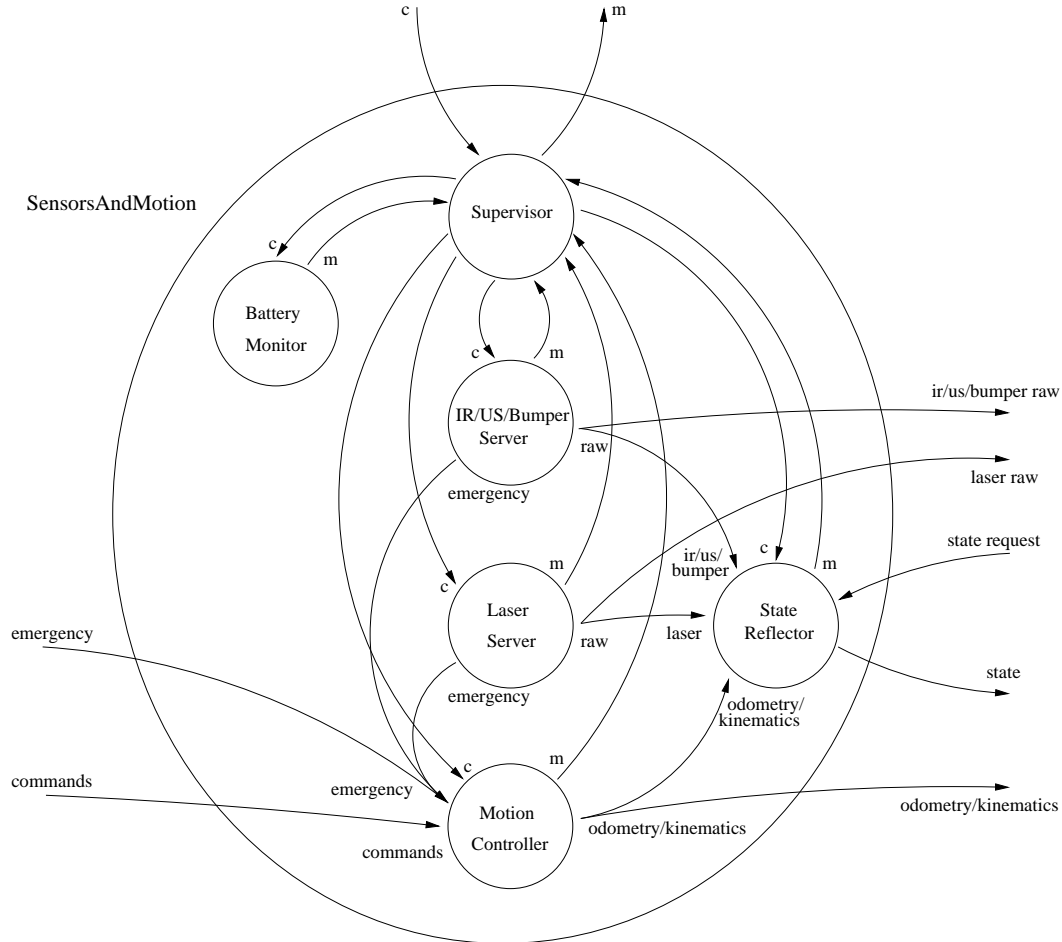 c
m
SensorsAndMotion
Supervisor
c
m
Battery
Monitor
c
m
IR/US/Bumper
Server
raw
emergency
ir/us/bumper raw
laser raw
state request
ir/us/
bumper
c
m
c
m
Laser
Server
raw
laser
State
Reflector
emergency
emergency
state
odometry/
kinematics
c
m
commands
emergency
Motion
Controller
commands
odometry/kinematics
odometry/kinematics